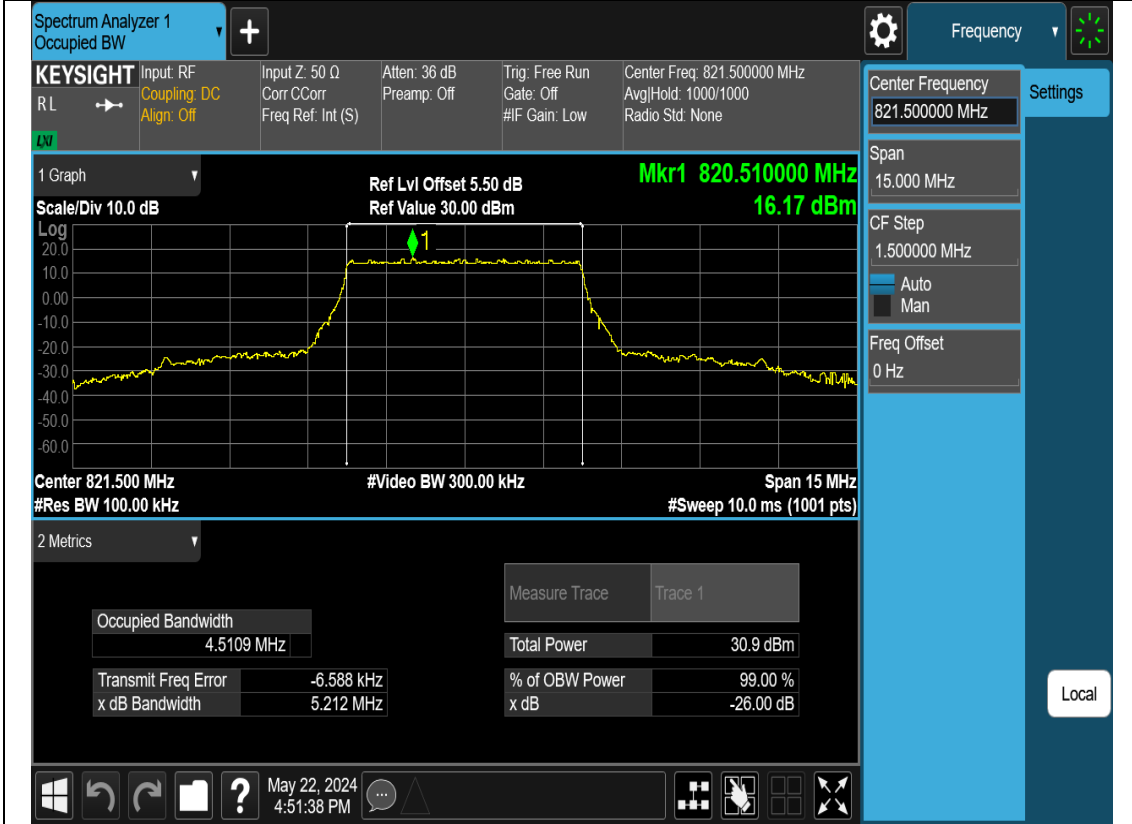 Spectrum Analyzer 1
Occupied BW
Frequency
KEYSIGHT
RL
LXI
Input: RF
Coupling: DC
Align: Off
Input Z: 50 Ω
Corr CCorr
Freq Ref: Int (S)
Atten: 36 dB
Preamp: Off
Trig: Free Run
Gate: Off
#IF Gain: Low
Center Freq: 821.500000 MHz
Avg|Hold: 1000/1000
Radio Std: None
Center Frequency
821.500000 MHz
Settings
Span
15.000 MHz
CF Step
1.500000 MHz
Auto
Man
Freq Offset
0 Hz
Local
1 Graph
Scale/Div 10.0 dB
Ref Lvl Offset 5.50 dB
Ref Value 30.00 dBm
Mkr1 820.510000 MHz
16.17 dBm
Log
1
20.0
10.0
0.00
-10.0
-20.0
-30.0
-40.0
-50.0
-60.0
Center 821.500 MHz
#Video BW 300.00 kHz
Span 15 MHz
#Res BW 100.00 kHz
#Sweep 10.0 ms (1001 pts)
2 Metrics
Measure Trace
Trace 1
Occupied Bandwidth
4.5109 MHz
Total Power
30.9 dBm
Transmit Freq Error
-6.588 kHz
% of OBW Power
99.00 %
x dB Bandwidth
5.212 MHz
x dB
-26.00 dB
?
May 22, 2024
4:51:38 PM